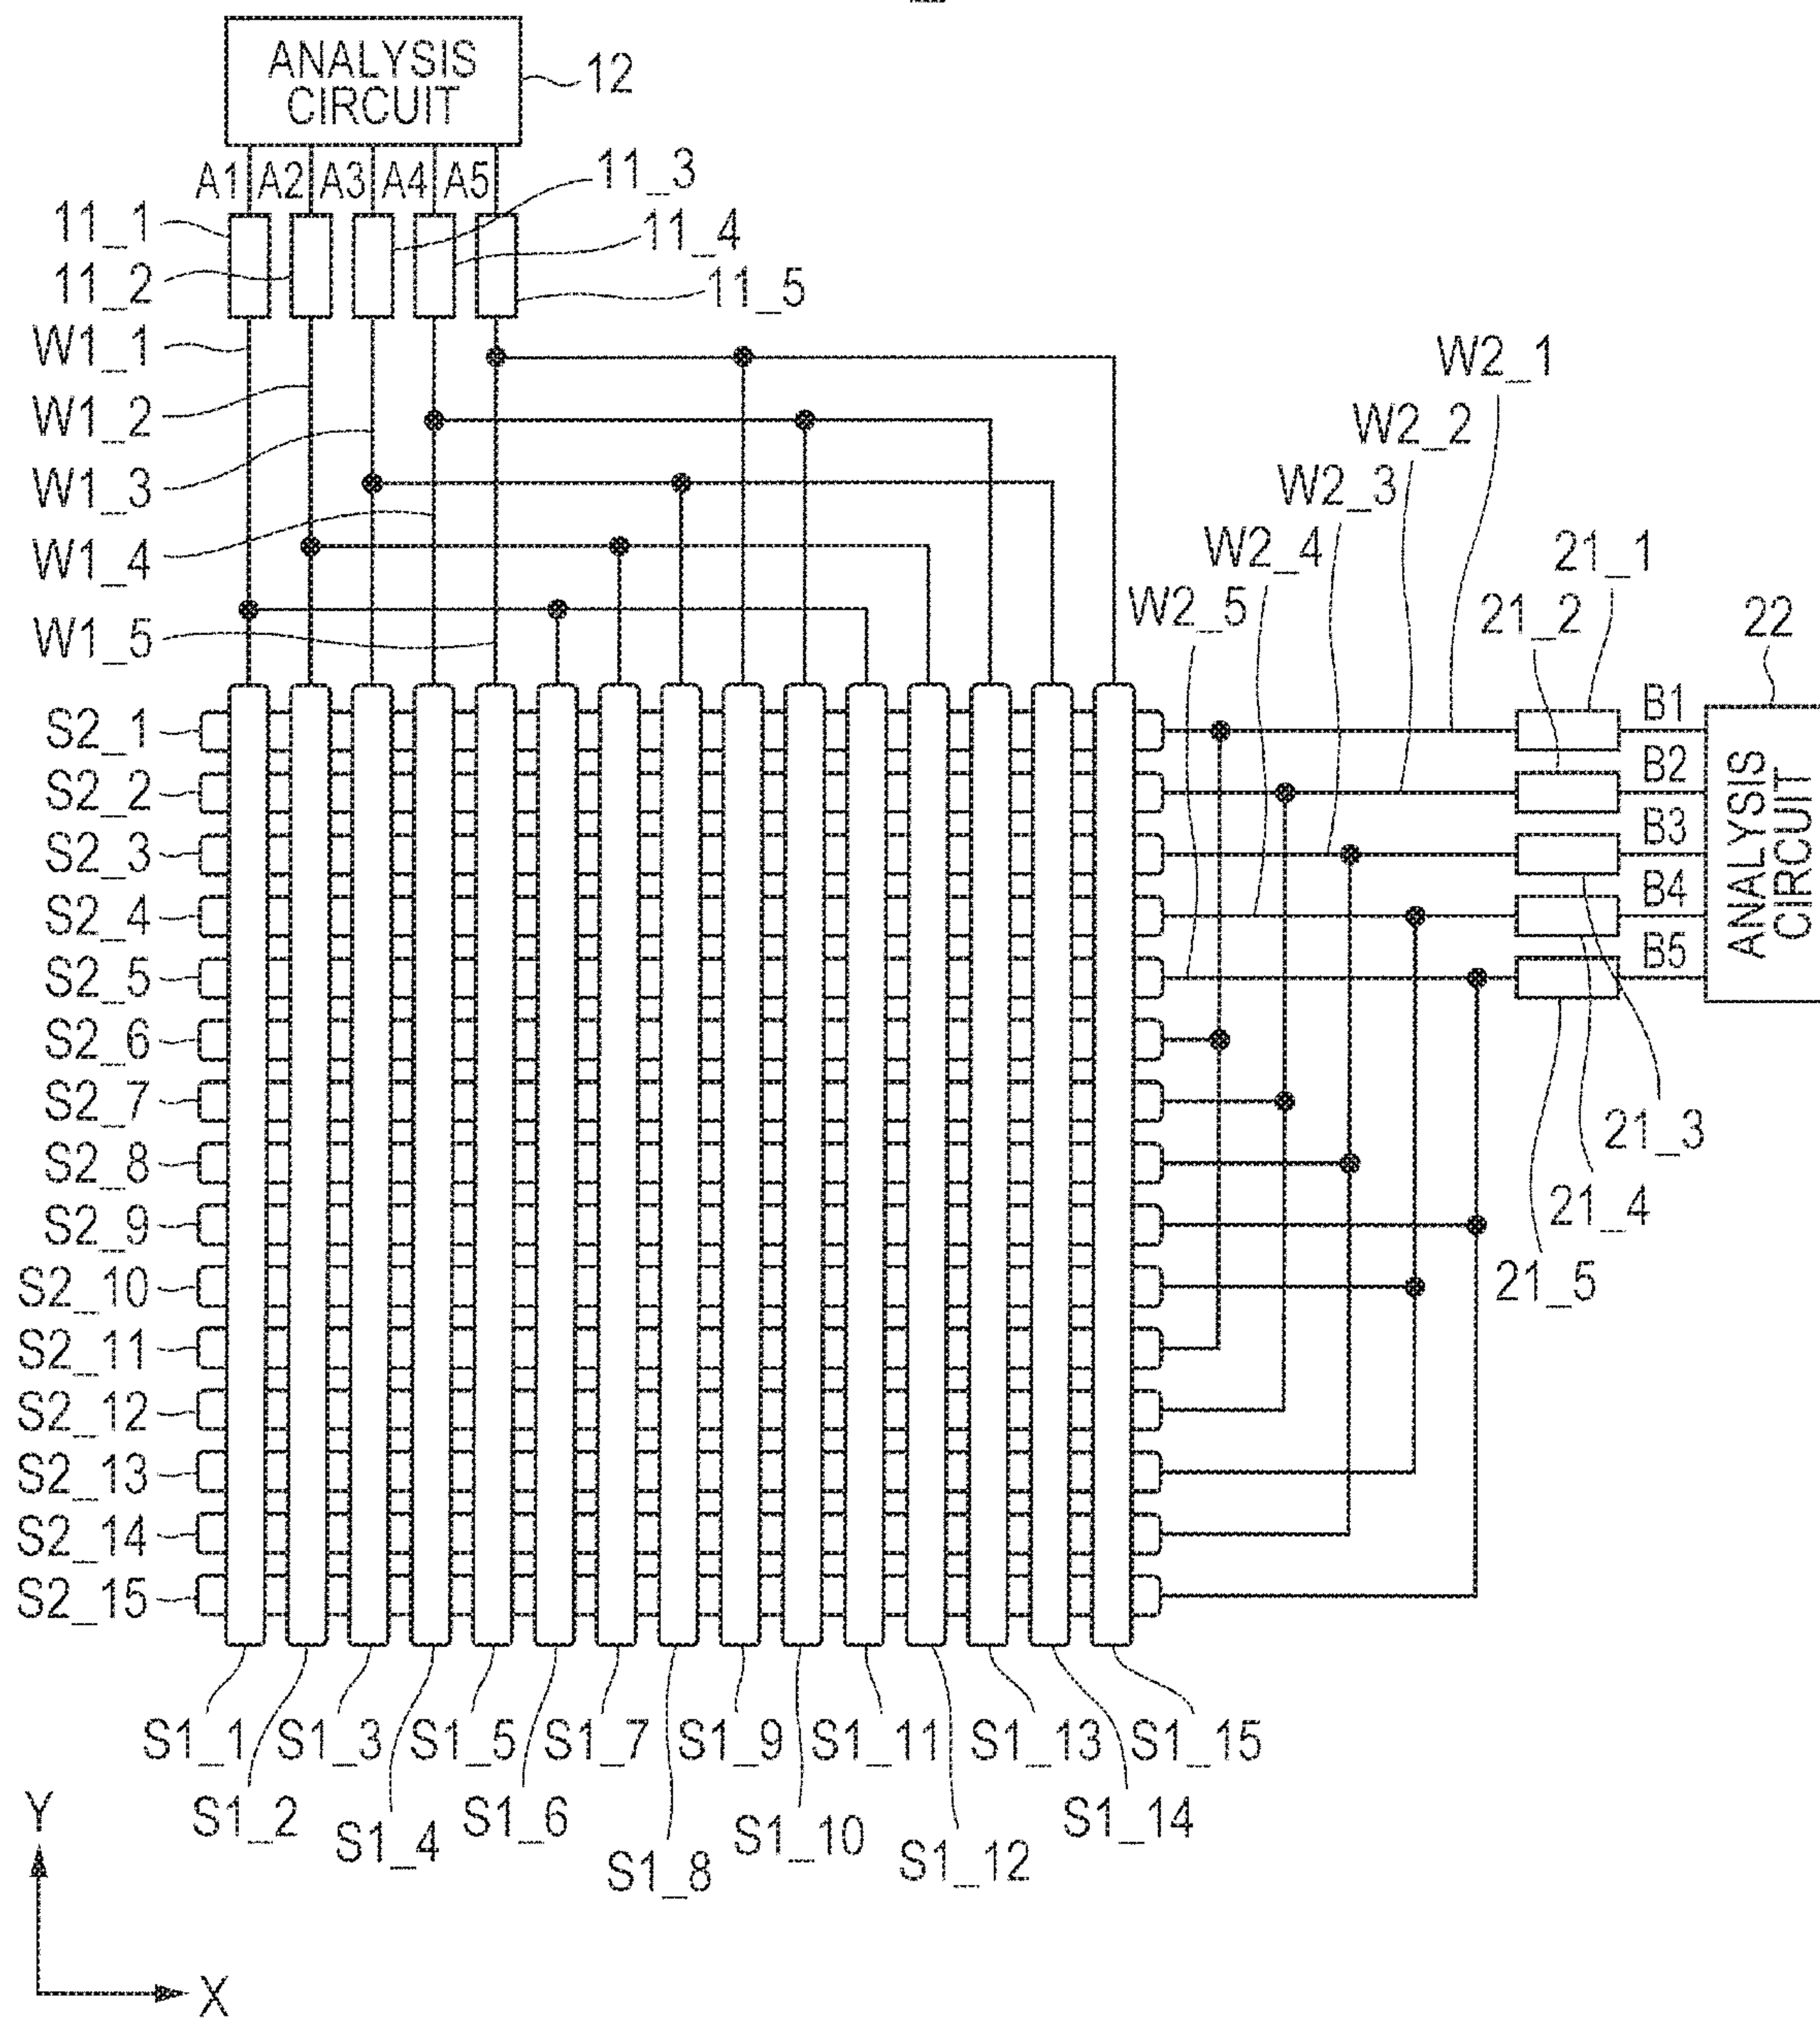 ANALYSIS
CIRCUIT
12
A1 A2 A3 A4 A5
11_3
11_1
11_4
11_2
11_5
W1_1
W1_2
W1_3
W1_4
W1_5
W2_1
W2_2
W2_3
W2_4
W2_5
21_1
21_2
22
S2_1
S2_2
S2_3
S2_4
S2_5
S2_6
S2_7
S2_8
S2_9
S2_10
S2_11
S2_12
S2_13
S2_14
S2_15
B1
B2
B3
B4
B5
ANALYSIS
CIRCUIT
21_3
21_4
21_5
S1_1 S1_3 S1_5 S1_7 S1_9 S1_11 S1_13 S1_15
S1_2 S1_4 S1_6 S1_8 S1_10 S1_12 S1_14
Y
X